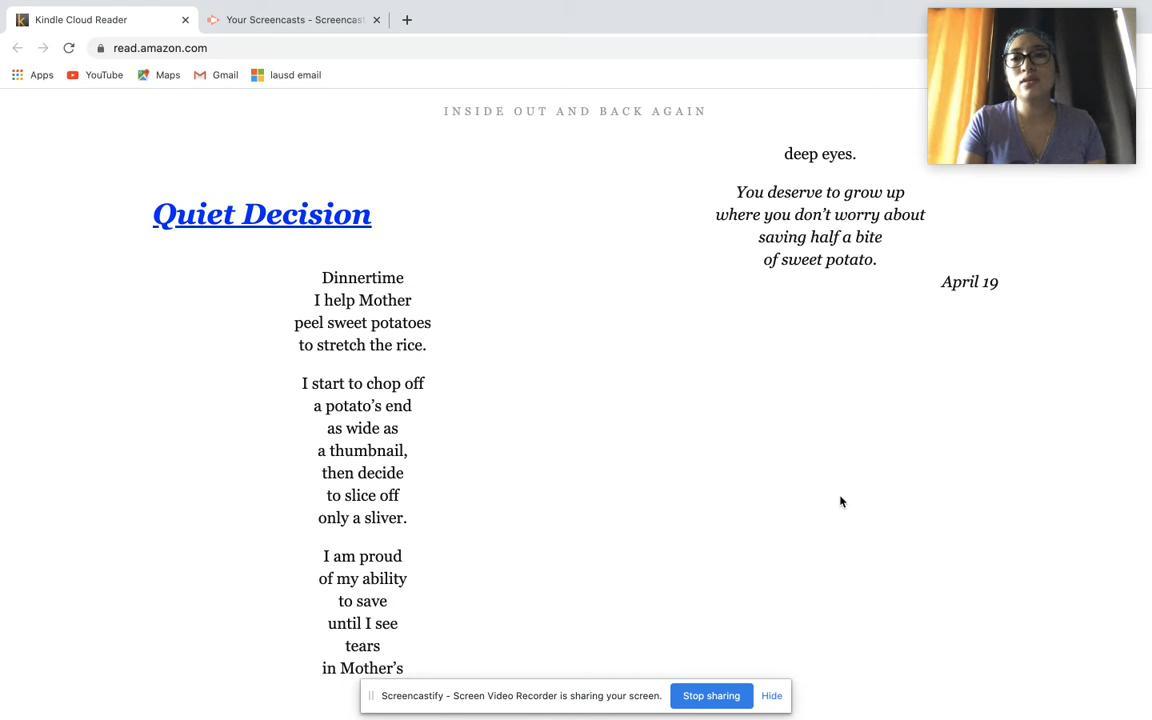 Kindle Cloud Reader
Your Screencasts - Screencast
read.amazon.com
Apps
YouTube
Maps
Gmail
lausd email
INSIDE OUT AND BACK AGAIN
Quiet Decision
Dinnertime
I help Mother
peel sweet potatoes
to stretch the rice.
I start to chop off
a potato's end
as wide as
a thumbnail,
then decide
to slice off
only a sliver.
I am proud
of my ability
to save
until I see
tears
in Mother's
deep eyes.
You deserve to grow up
where you don't worry about
saving half a bite
of sweet potato.
April 19
Screencastify - Screen Video Recorder is sharing your screen.
Stop sharing
Hide